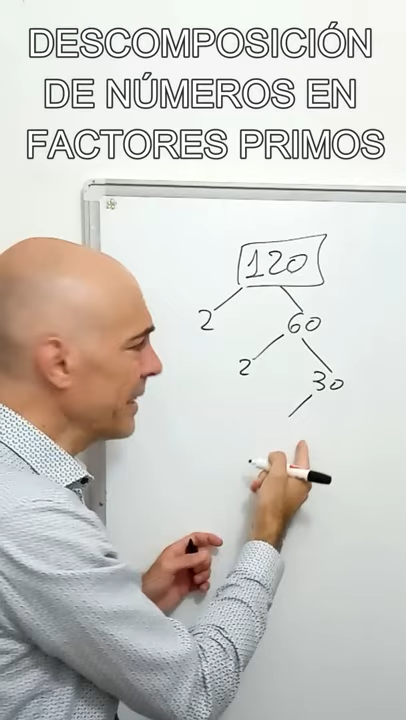 DESCOMPOSICIÓN
DE NÚMEROS EN
FACTORES PRIMOS
120
2 60
2 30